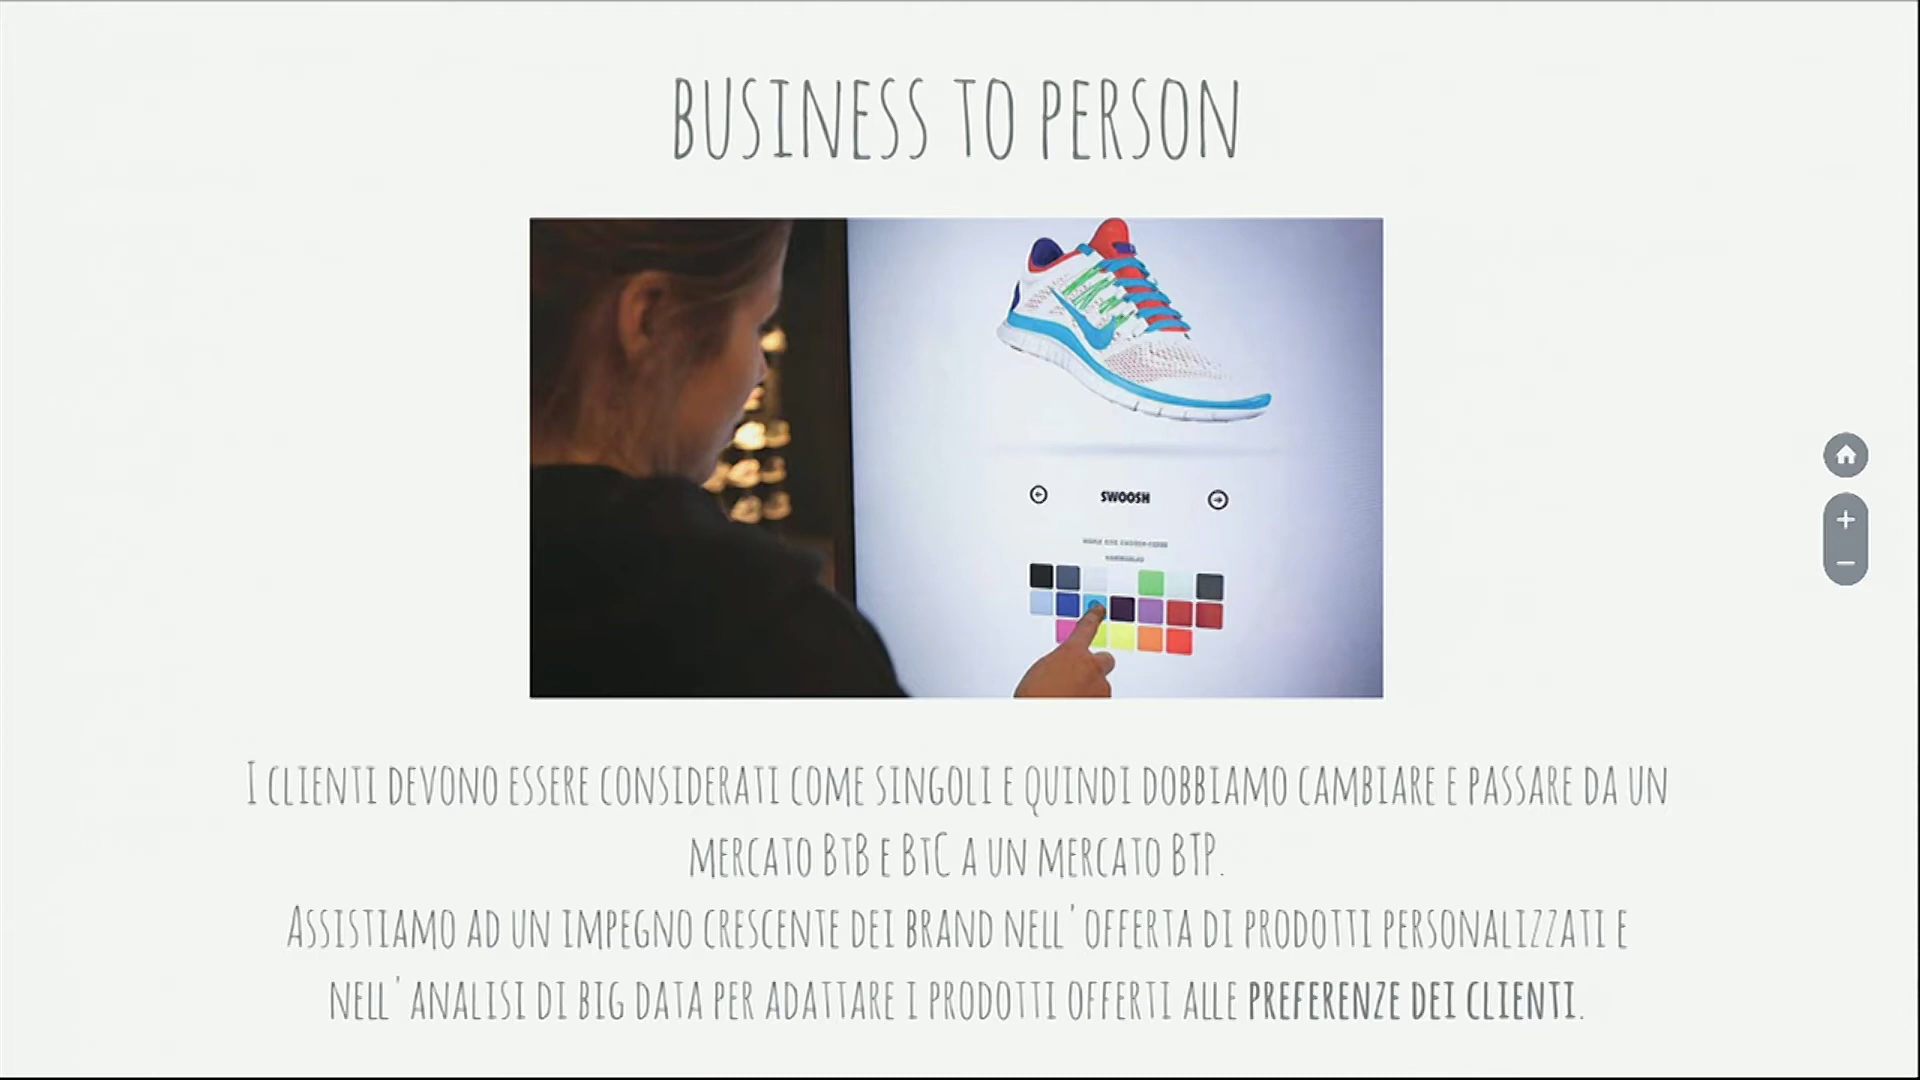 BUSINESS TO PERSON
SWOOSH
I CLIENTI DEVONO ESSERE CONSIDERATI COME SINGOLI E QUINDI DOBBIAMO CAMBIARE E PASSARE DA UN
MERCATO BTB E BTC A UN MERCATO BTP.
ASSISTIAMO AD UN IMPEGNO CRESCENTE DEI BRAND NELL'OFFERTA DI PRODOTTI PERSONALIZZATI E
NELL'ANALISI DI BIG DATA PER ADATTARE I PRODOTTI OFFERTI ALLE PREFERENZE DEI CLIENTI.